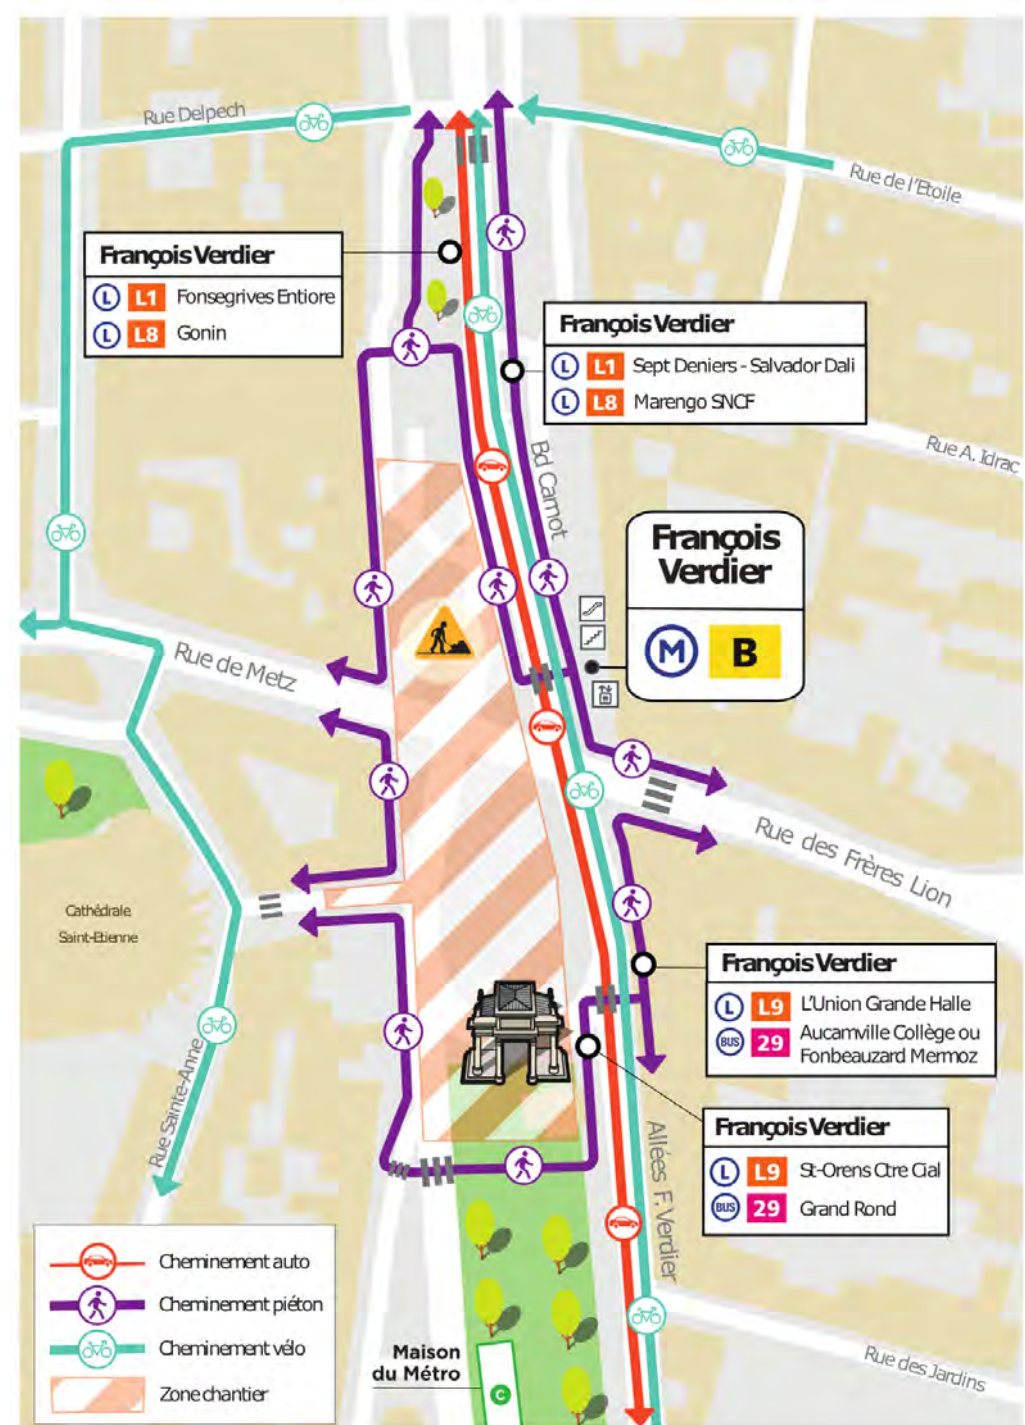 Rue Delpech
Rue de l'Etoile
François Verdier
L L1 Fonsegrives Entiore
L L8 Gonin
François Verdier
L L1 Sept Deniers - Salvador Dali
L L8 Marengo SNCF
Rue A. Idrac
Bd Carnot
François
Verdier
M B
Rue de Metz
Rue des Frères Lion
Cathédrale
Saint-Etienne
François Verdier
L L9 L'Union Grande Halle
BUS 29 Aucamville Collège ou
Fonbeauzard Mermoz
Rue Sainte-Anne
François Verdier
L L9 St-Orens Ctre Cial
BUS 29 Grand Rond
Allées F. Verdier
Cheminement auto
Cheminement piéton
Cheminement vélo
Zone chantier
Maison
du Métro
C
Rue des Jardins